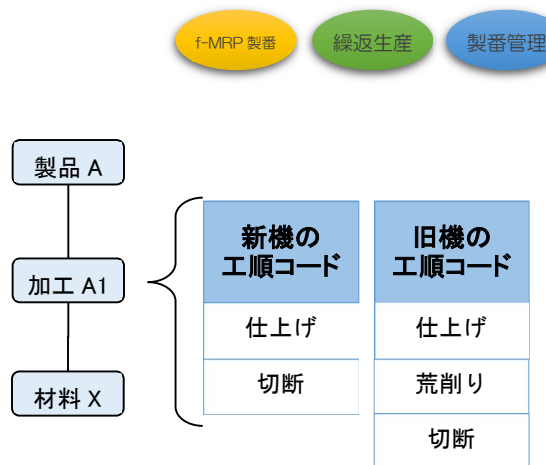 f-MRP 製番
繰返生産
製番管理
製品 A
加工 A1
材料 X
新機の
工順コード
仕上げ
切断
旧機の
工順コード
仕上げ
荒削り
切断